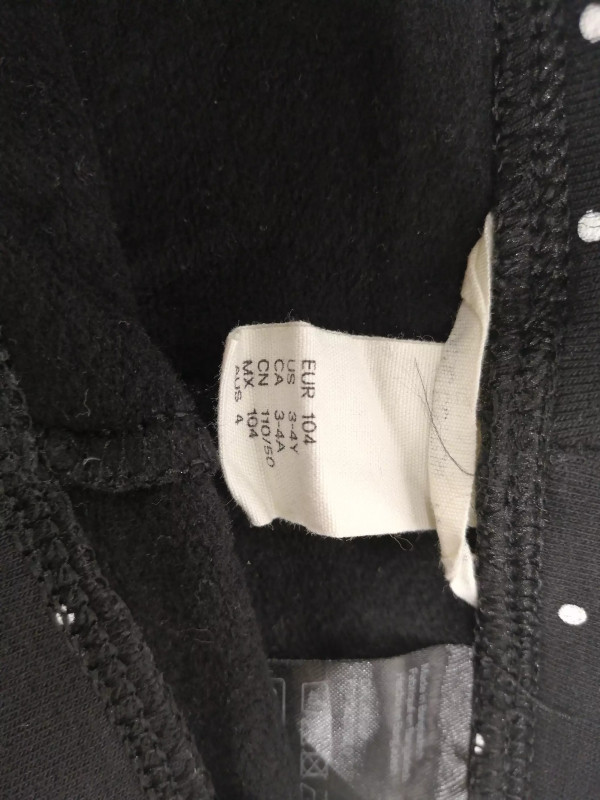 EUR 104
US 3-4Y
CA 3-4A
CN 110/50
MX 104
AUS 4